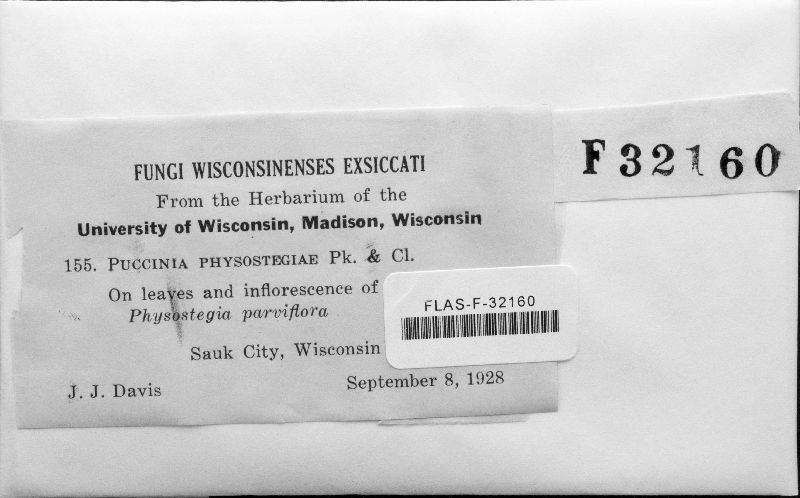 FUNGI WISCONSINENSES EXSICCATI
From the Herbarium of the
University of Wisconsin, Madison, Wisconsin
155. PUCCINIA PHYSOSTEGIAE Pk. & Cl.
On leaves and inflorescence of
Physostegia parviflora
Sauk City, Wisconsin
J. J. Davis
September 8, 1928
F 32160
FLAS-F-32160